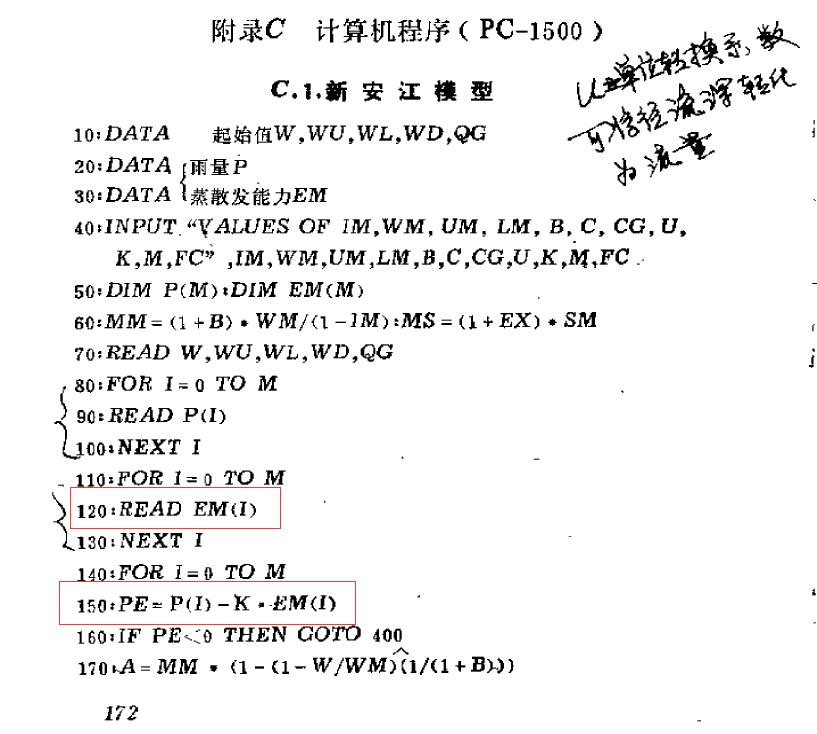 附录C 计算机程序(PC-1500)
U为单位转换系数
可将径流深转化
为流量
C.1.新安江模型
10:DATA 起始值W,WU,WL,WD,QG
20:DATA 雨量P
30:DATA 蒸散发能力EM
40:INPUT "VALUES OF IM,WM, UM, LM, B, C, CG, U,
K,M,FC",IM,WM,UM,LM,B,C,CG,U,K,M,FC
50:DIM P(M):DIM EM(M)
60:MM=(1+B)*WM/(1-IM):MS=(1+EX)*SM
70:READ W,WU,WL,WD,QG
80:FOR I=0 TO M
90:READ P(I)
100:NEXT I
110:FOR I=0 TO M
120:READ EM(I)
130:NEXT I
140:FOR I=0 TO M
150:PE=P(I)-K*EM(I)
160:IF PE<0 THEN GOTO 400
170:A=MM*(1-(1-W/WM)^(1/(1+B)))
172